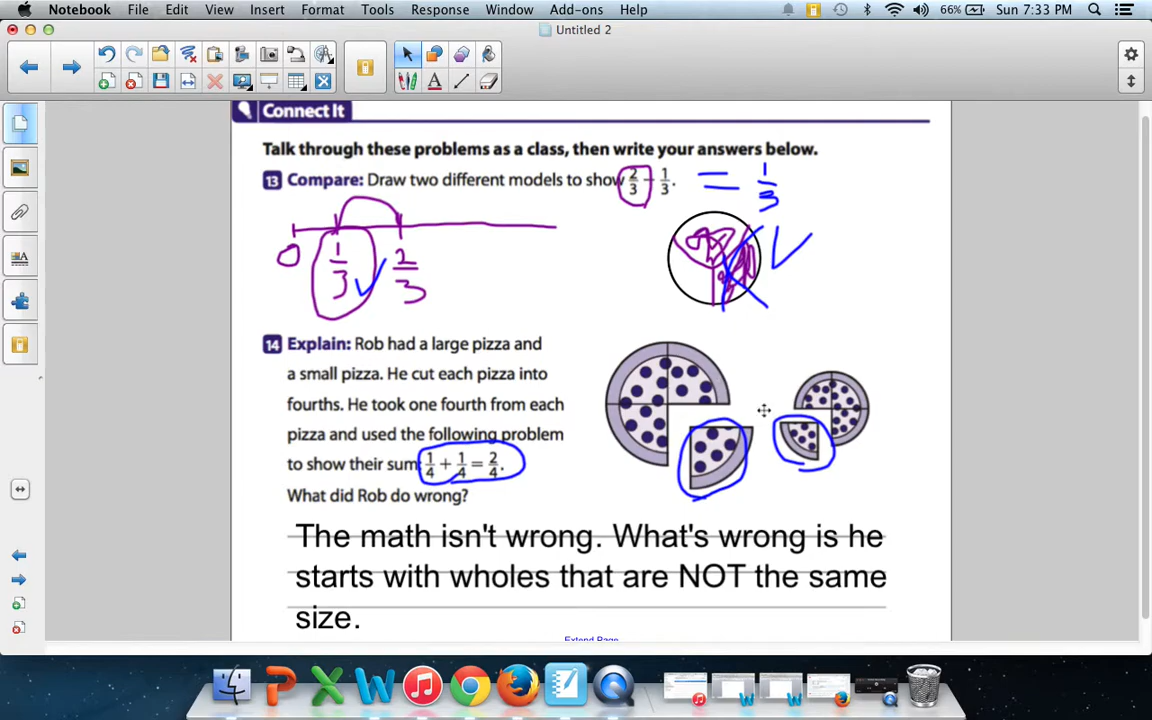 Notebook File Edit View Insert Format Tools Response Window Add-ons Help 66% Sun 7:33 PM
Untitled 2
Connect It
Talk through these problems as a class, then write your answers below.
13 Compare: Draw two different models to show 2/3 − 1/3. = 1/3
0 1/3 2/3
14 Explain: Rob had a large pizza and
a small pizza. He cut each pizza into
fourths. He took one fourth from each
pizza and used the following problem
to show their sum 1/4 + 1/4 = 2/4.
What did Rob do wrong?
The math isn't wrong. What's wrong is he
starts with wholes that are NOT the same
size.
Extend Page